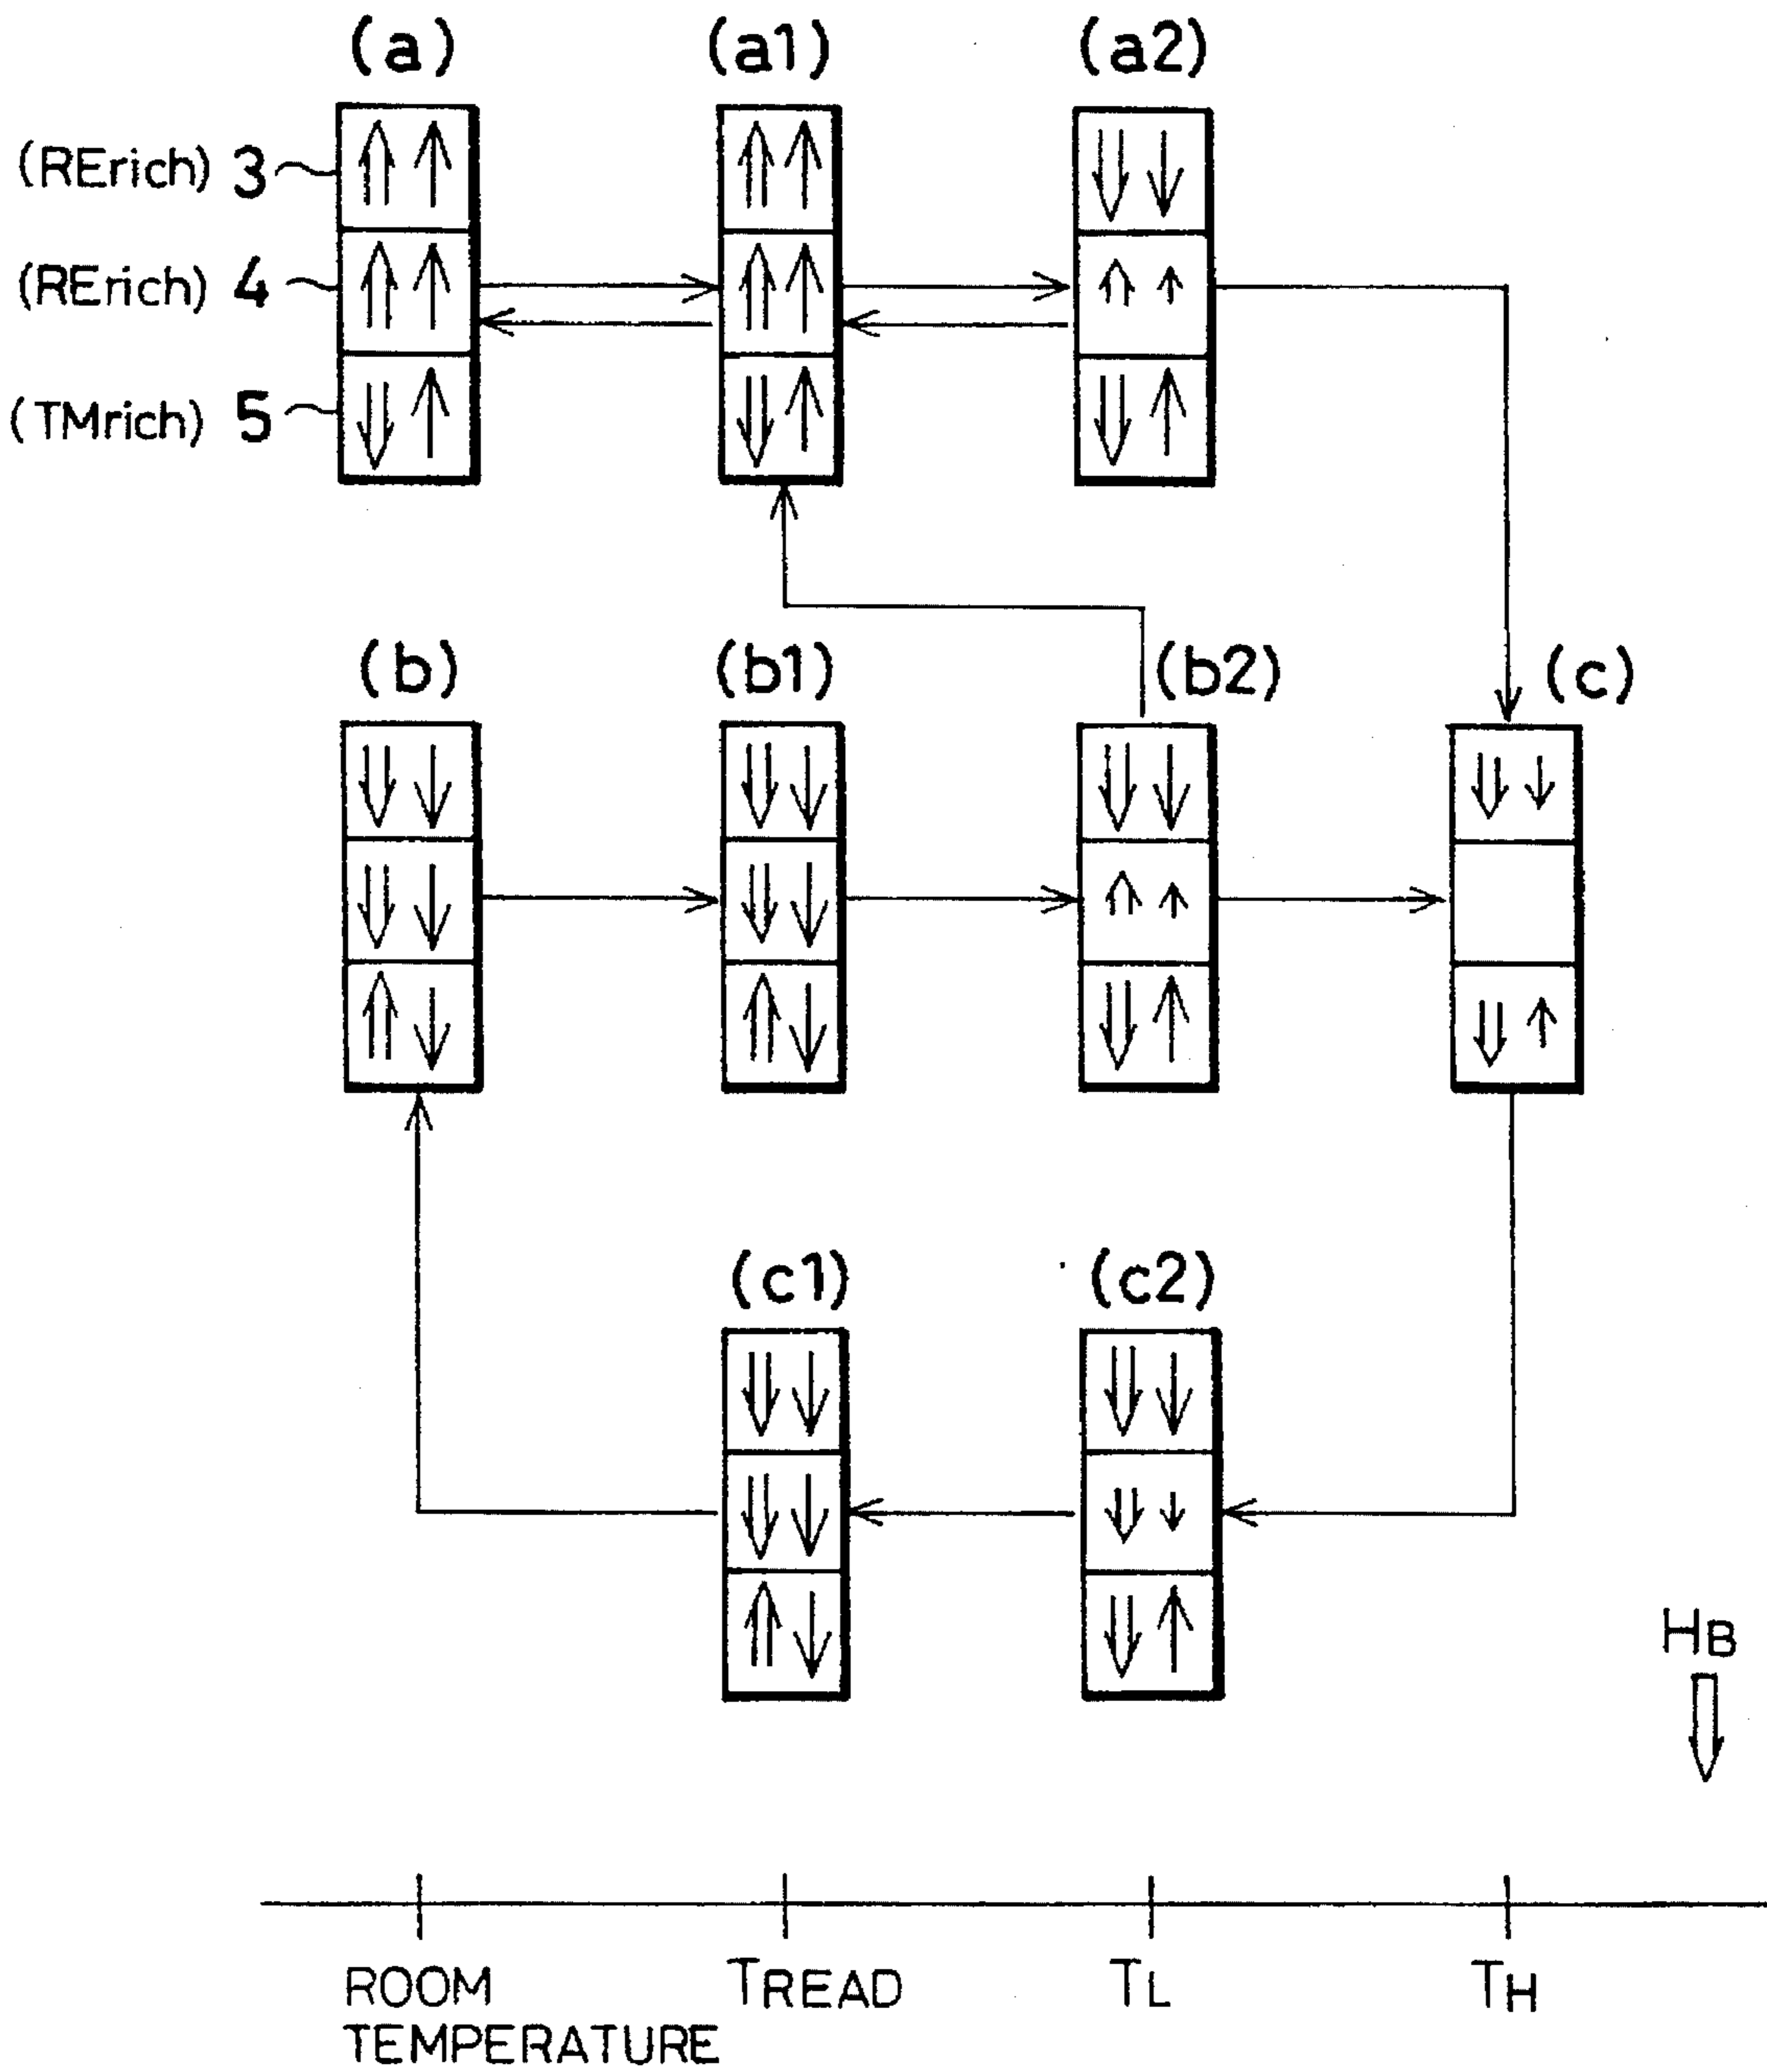 (a) (a1) (a2)
(RErich) 3
(RErich) 4
(TMrich) 5
(b) (b1) (b2) (c)
(c1) (c2)
HB
ROOM TEMPERATURE TREAD TL TH